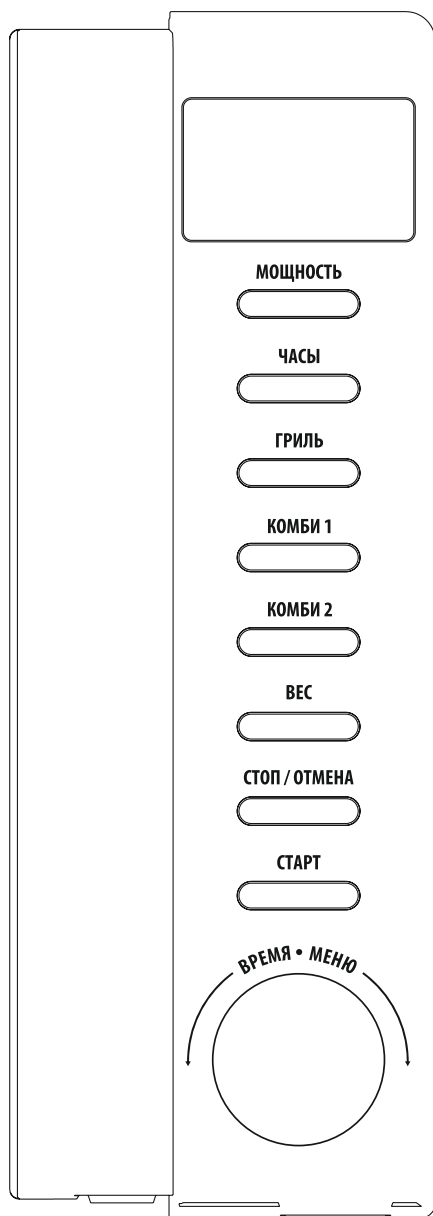 МОЩНОСТЬ
ЧАСЫ
ГРИЛЬ
КОМБИ 1
КОМБИ 2
ВЕС
СТОП / ОТМЕНА
СТАРТ
ВРЕМЯ • МЕНЮ